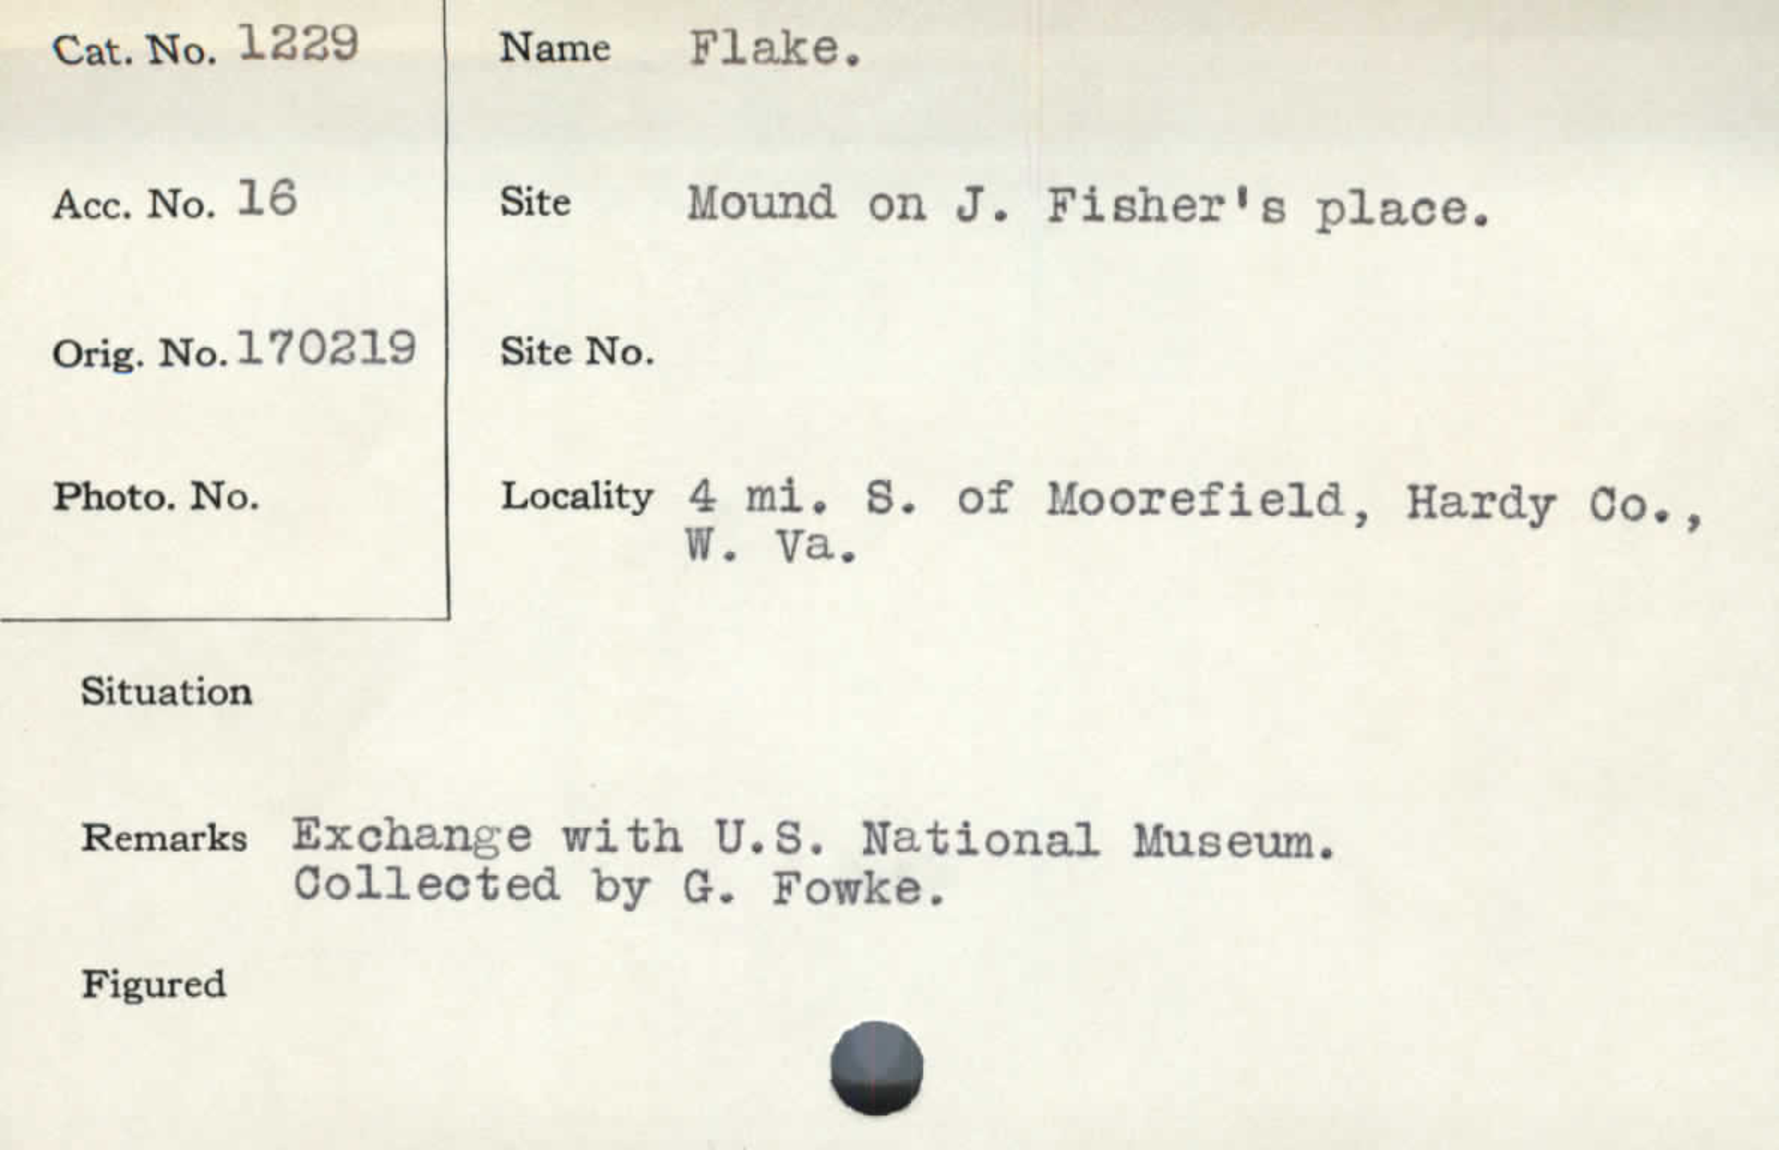 Cat. No. 1229
Name Flake.
Acc. No. 16
Site Mound on J. Fisher's place.
Orig. No. 170219
Site No.
Photo. No.
Locality 4 mi. S. of Moorefield, Hardy Co.,
W. Va.
Situation
Remarks Exchange with U.S. National Museum.
Collected by G. Fowke.
Figured